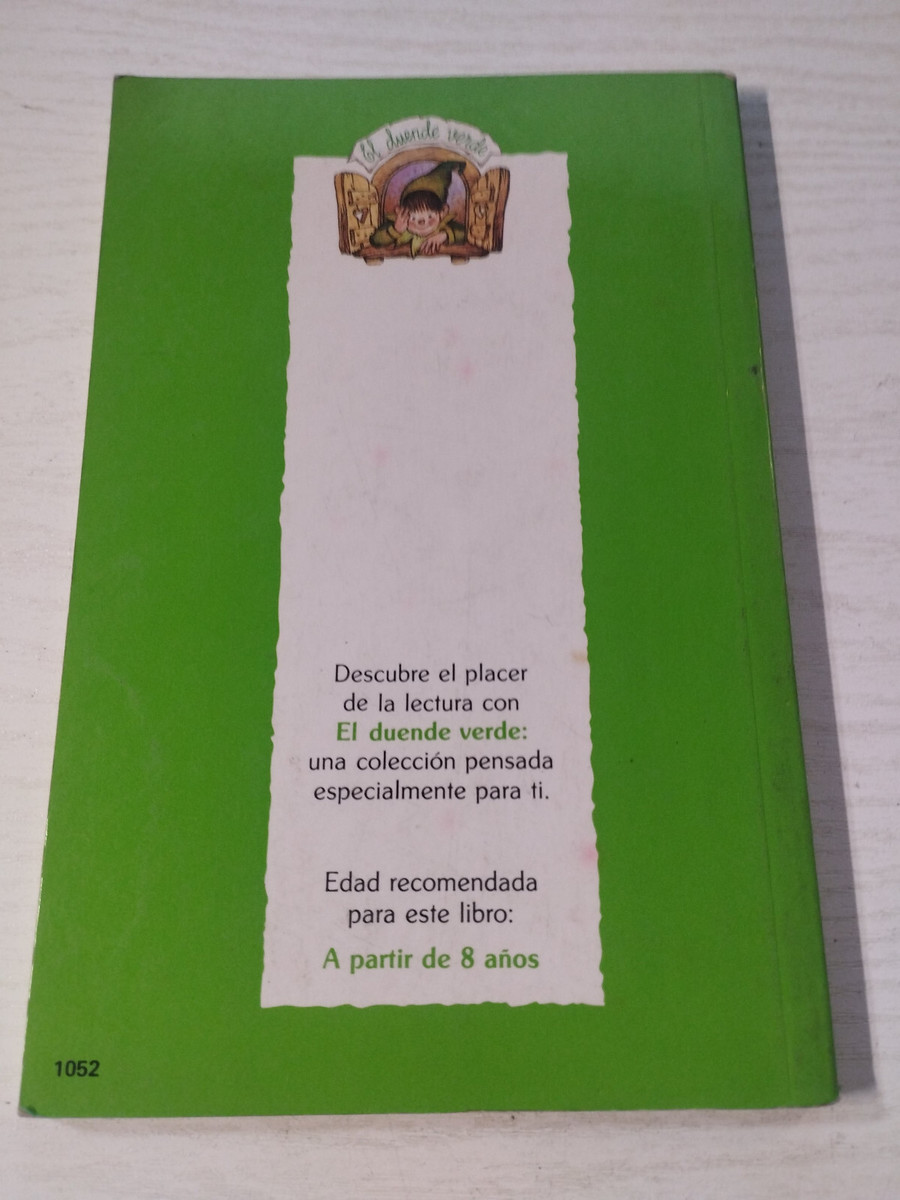 El duende verde
Descubre el placer
de la lectura con
El duende verde:
una colección pensada
especialmente para ti.
Edad recomendada
para este libro:
A partir de 8 años
1052